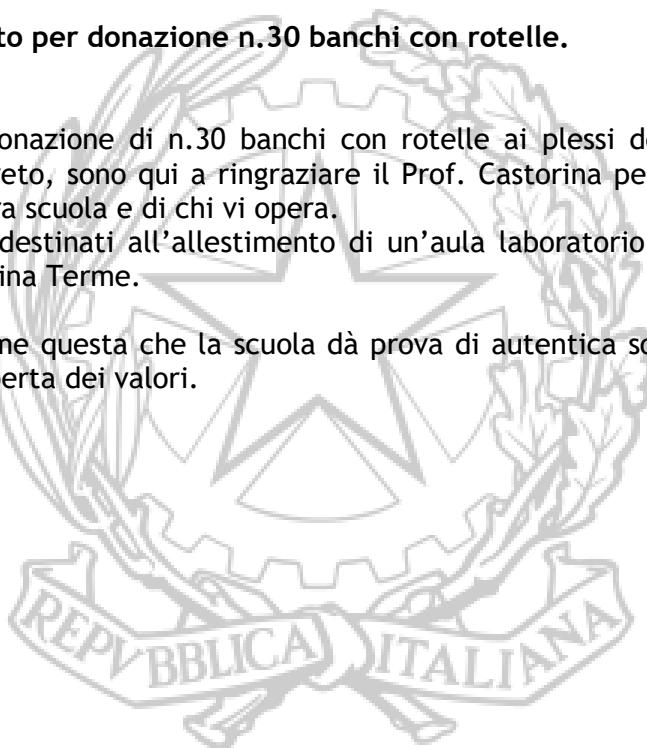 to per donazione n.30 banchi con rotelle.
onazione di n.30 banchi con rotelle ai plessi d
eto, sono qui a ringraziare il Prof. Castorina pe
a scuola e di chi vi opera.
destinati all’allestimento di un’aula laboratorio
ina Terme.
ne questa che la scuola dà prova di autentica so
erta dei valori.
REPVBBLICA ITALIANA